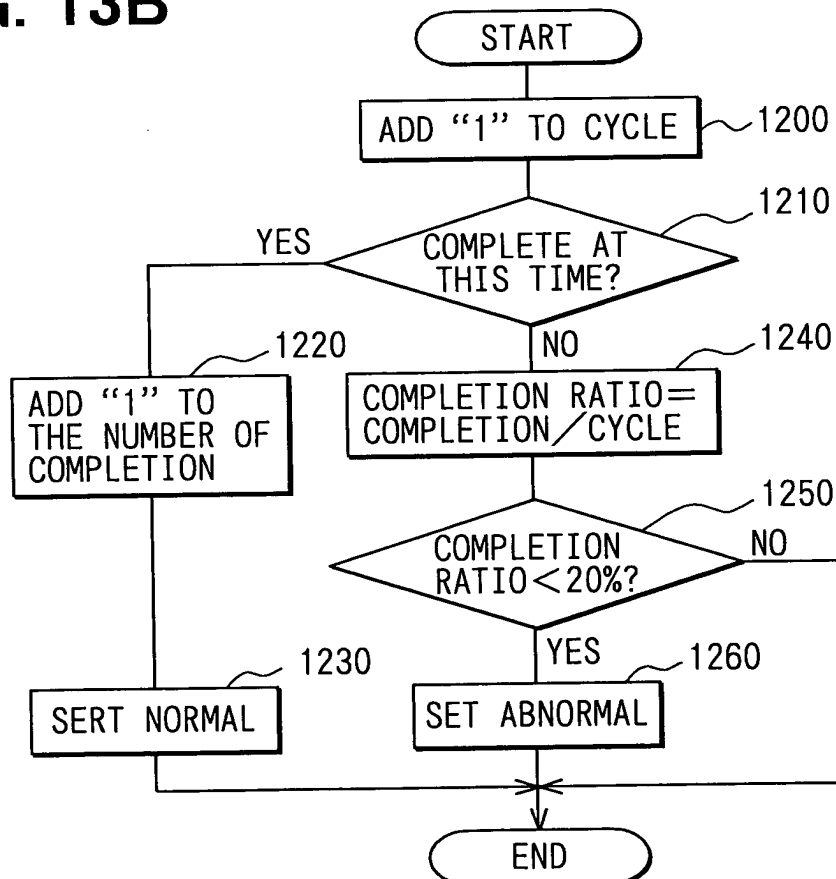 13B
START
ADD “1” TO CYCLE
1200
1210
YES
COMPLETE AT
THIS TIME?
NO
1220
1240
ADD “1” TO
THE NUMBER OF
COMPLETION
COMPLETION RATIO=
COMPLETION/CYCLE
1250
COMPLETION
RATIO<20%?
NO
YES
1230
1260
SERT NORMAL
SET ABNORMAL
END